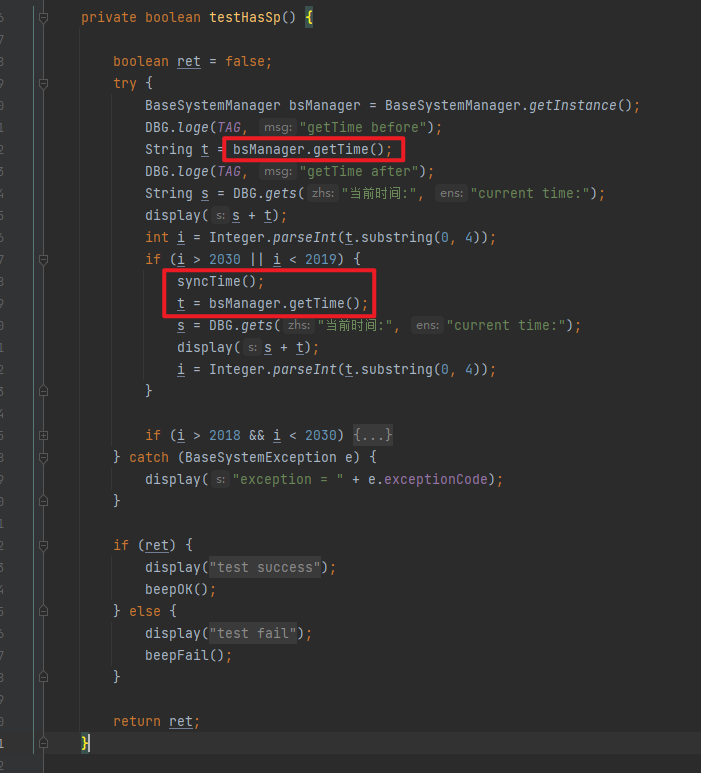 private boolean testHasSp() {
boolean ret = false;
try {
BaseSystemManager bsManager = BaseSystemManager.getInstance();
DBG.loge(TAG, msg: "getTime before");
String t = bsManager.getTime();
DBG.loge(TAG, msg: "getTime after");
String s = DBG.gets( zhs: "当前时间:", ens: "current time:");
display( s: s + t);
int i = Integer.parseInt(t.substring(0, 4));
if (i > 2030 || i < 2019) {
syncTime();
t = bsManager.getTime();
s = DBG.gets( zhs: "当前时间:", ens: "current time:");
display( s: s + t);
i = Integer.parseInt(t.substring(0, 4));
}
if (i > 2018 && i < 2030) {...}
} catch (BaseSystemException e) {
display( s: "exception = " + e.exceptionCode);
}
if (ret) {
display("test success");
beepOK();
} else {
display("test fail");
beepFail();
}
return ret;
}